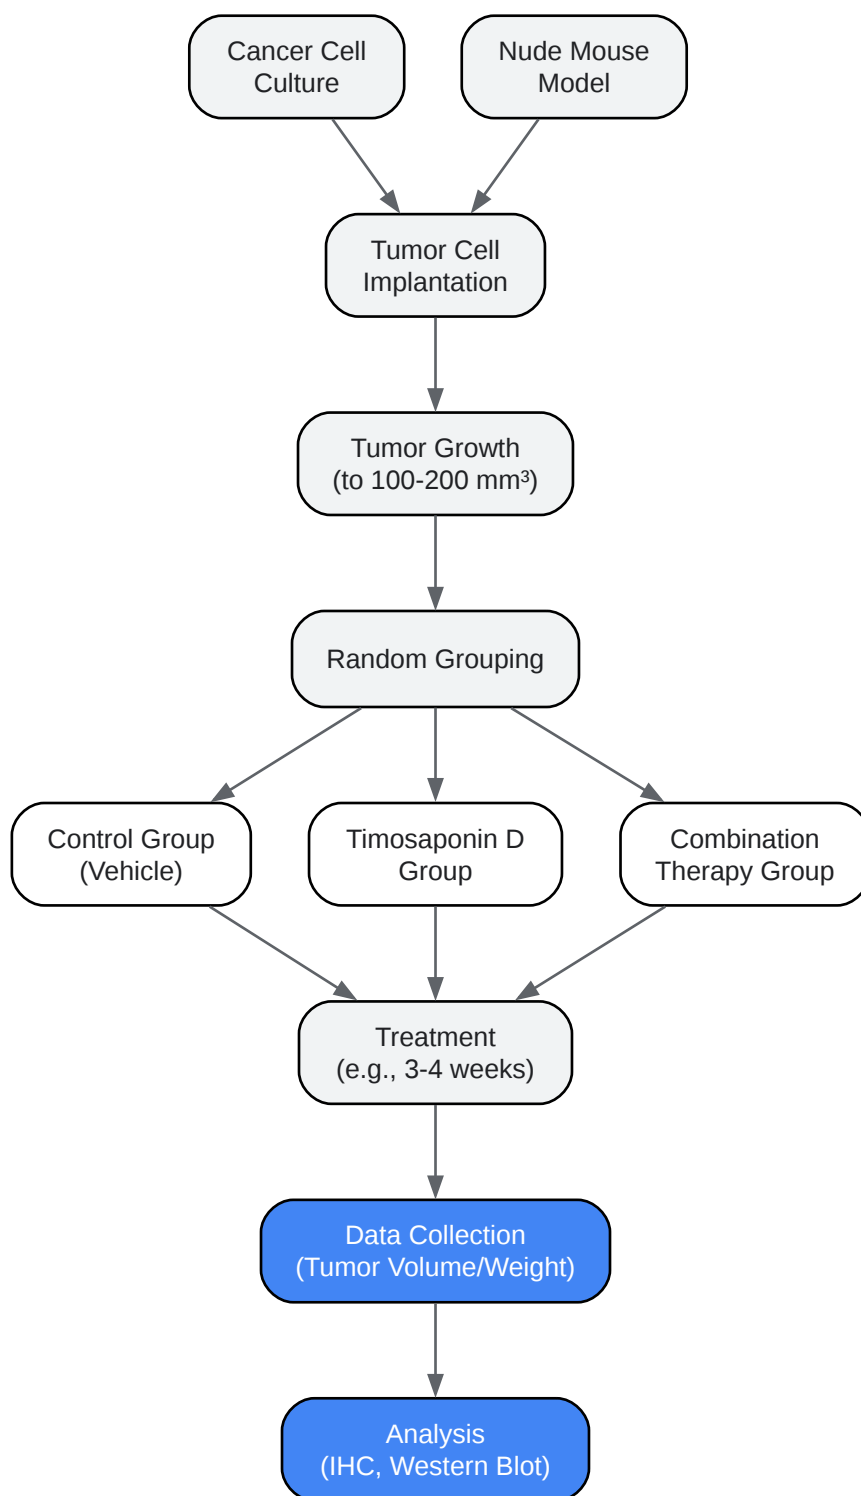 Cancer Cell
Culture
Nude Mouse
Model
Tumor Cell
Implantation
Tumor Growth
(to 100-200 mm³)
Random Grouping
Control Group
(Vehicle)
Timosaponin D
Group
Combination
Therapy Group
Treatment
(e.g., 3-4 weeks)
Data Collection
(Tumor Volume/Weight)
Analysis
(IHC, Western Blot)